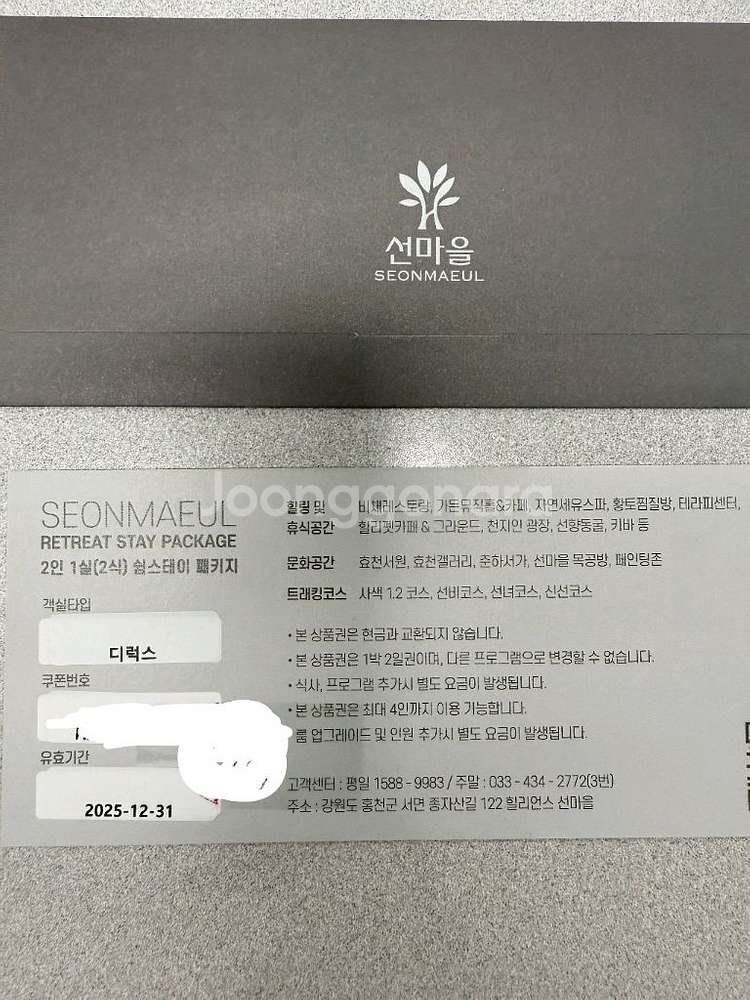 선마을
SEONMAEUL
loongnaonara
SEONMAEUL
RETREAT STAY PACKAGE
2인 1실(2식) 쉼스테이 패키지
객실타입
디럭스
쿠폰번호
유효기간
2025-12-31
힐링 및 비채레스토랑, 가든뮤직홀&카페, 자연세유스파, 황토찜질방, 테라피센터,
휴식공간 힐리펫카페 & 그라운드, 천지인 광장, 선향동굴, 키바 등
문화공간 효천서원, 효천갤러리, 춘하서가, 선마을 목공방, 페인팅존
트래킹코스 사색 1.2 코스, 선비코스, 선녀코스, 신선코스
• 본 상품권은 현금과 교환되지 않습니다.
• 본 상품권은 1박 2일권이며, 다른 프로그램으로 변경할 수 없습니다.
• 식사, 프로그램 추가시 별도 요금이 발생됩니다.
• 본 상품권은 최대 4인까지 이용 가능합니다.
룸 업그레이드 및 인원 추가시 별도 요금이 발생됩니다.
고객센터 : 평일 1588 - 9983 / 주말 : 033 - 434 - 2772(3번)
주소 : 강원도 홍천군 서면 종자산길 122 힐리언스 선마을